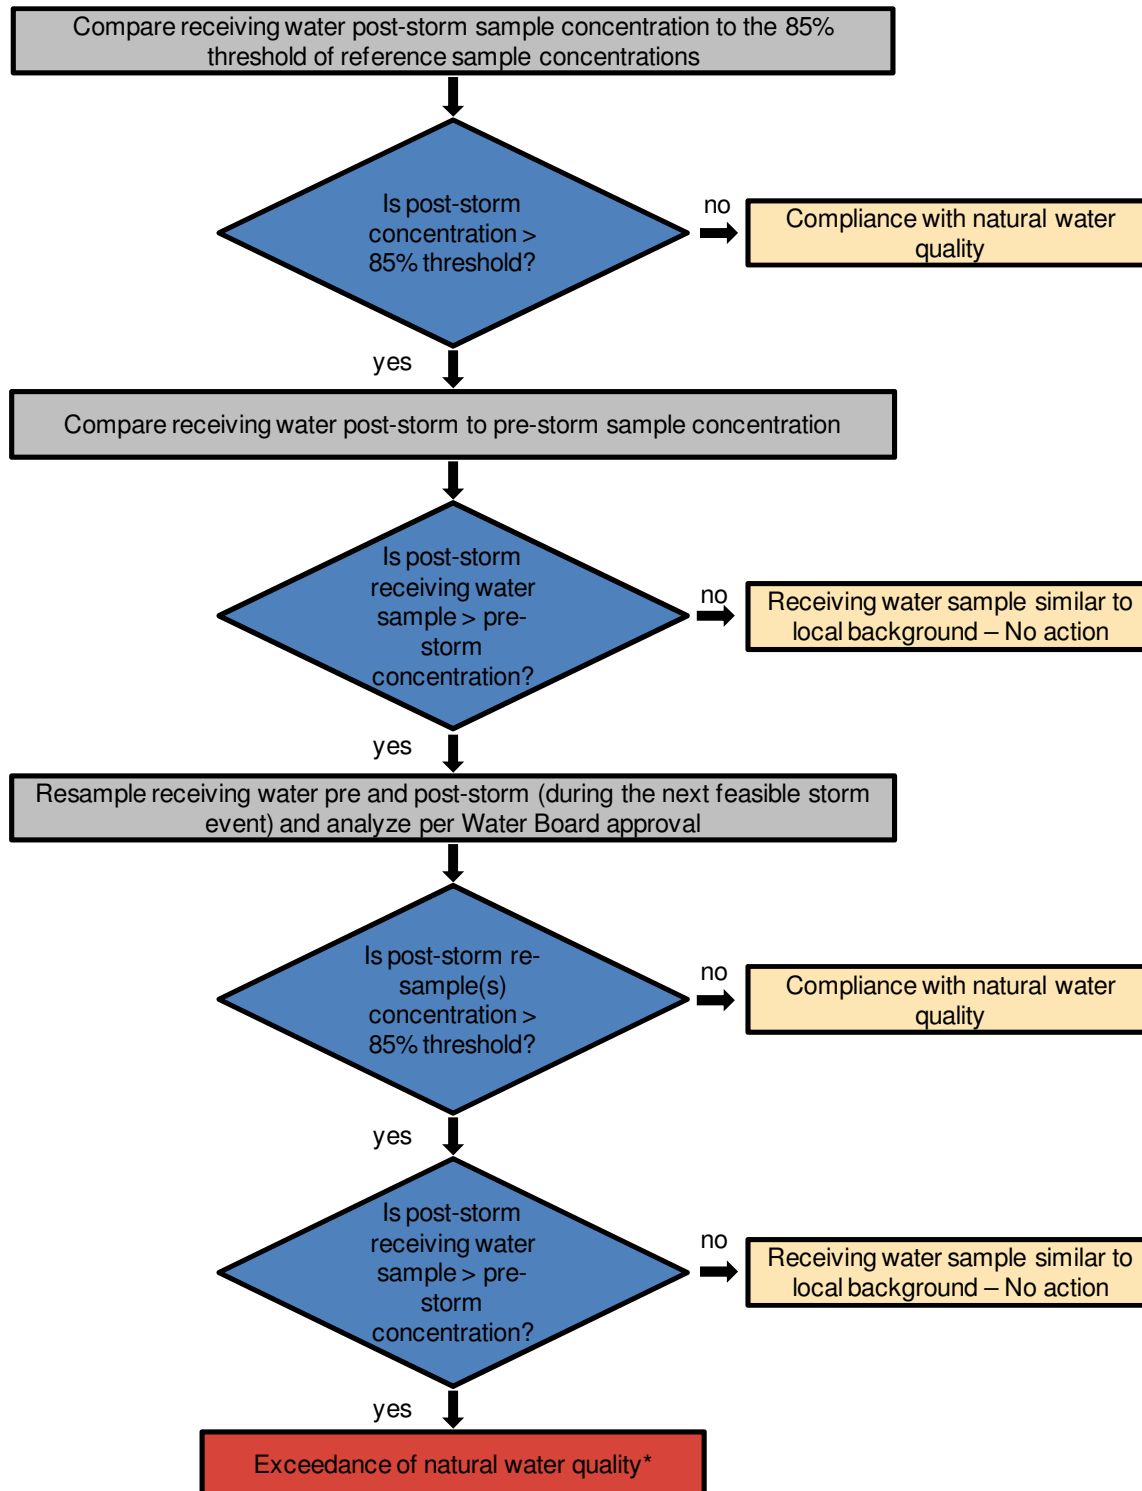 Compare receiving water post-storm sample concentration to the 85%
threshold of reference sample concentrations
Is post-storm
concentration >
85% threshold?
no
Compliance with natural water
quality
yes
Compare receiving water post-storm to pre-storm sample concentration
Is post-storm
receiving water
sample > pre-
storm
concentration?
no
Receiving water sample similar to
local background – No action
yes
Resample receiving water pre and post-storm (during the next feasible storm
event) and analyze per Water Board approval
Is post-storm re-
sample(s)
concentration >
85% threshold?
no
Compliance with natural water
quality
yes
Is post-storm
receiving water
sample > pre-
storm
concentration?
no
Receiving water sample similar to
local background – No action
yes
Exceedance of natural water quality*